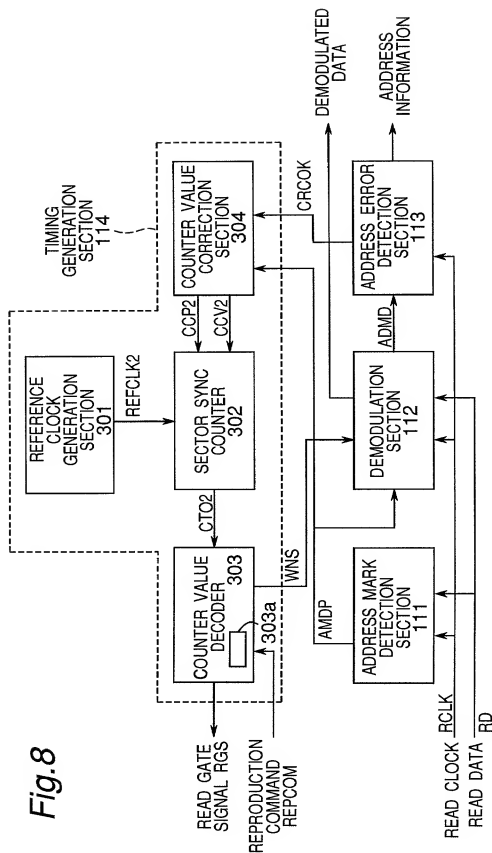 Fig.8
TIMING
GENERATION
SECTION
114
REFERENCE
CLOCK
GENERATION
SECTION
301
REFCLK2
COUNTER VALUE
DECODER
303
303a
CTO2
SECTOR SYNC
COUNTER
302
CCP2
CCV2
COUNTER VALUE
CORRECTION
SECTION
304
READ GATE
SIGNAL RGS
REPRODUCTION
COMMAND
REPCOM
WNS
AMDP
CRCOK
DEMODULATED
DATA
ADDRESS MARK
DETECTION
SECTION
111
DEMODULATION
SECTION
112
ADMD
ADDRESS ERROR
DETECTION
SECTION
113
ADDRESS
INFORMATION
READ CLOCK RCLK
READ DATA RD